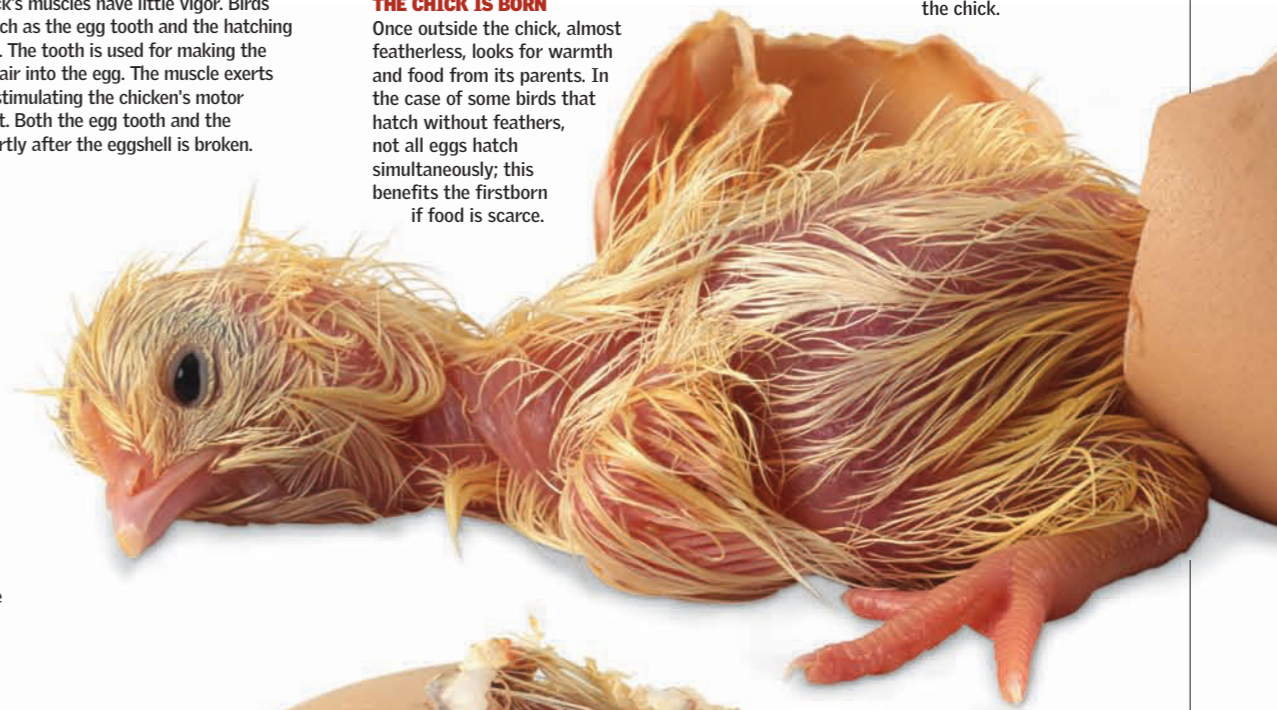 muscles have little vigor. Birds
as the egg tooth and the hatching
The tooth is used for making the
air into the egg. The muscle exerts
stimulating the chicken's motor
Both the egg tooth and the
after the eggshell is broken.
THE CHICK IS BORN
Once outside the chick, almost
featherless, looks for warmth
and food from its parents. In
the case of some birds that
hatch without feathers,
not all eggs hatch
simultaneously; this
benefits the firstborn
if food is scarce.
the chick.